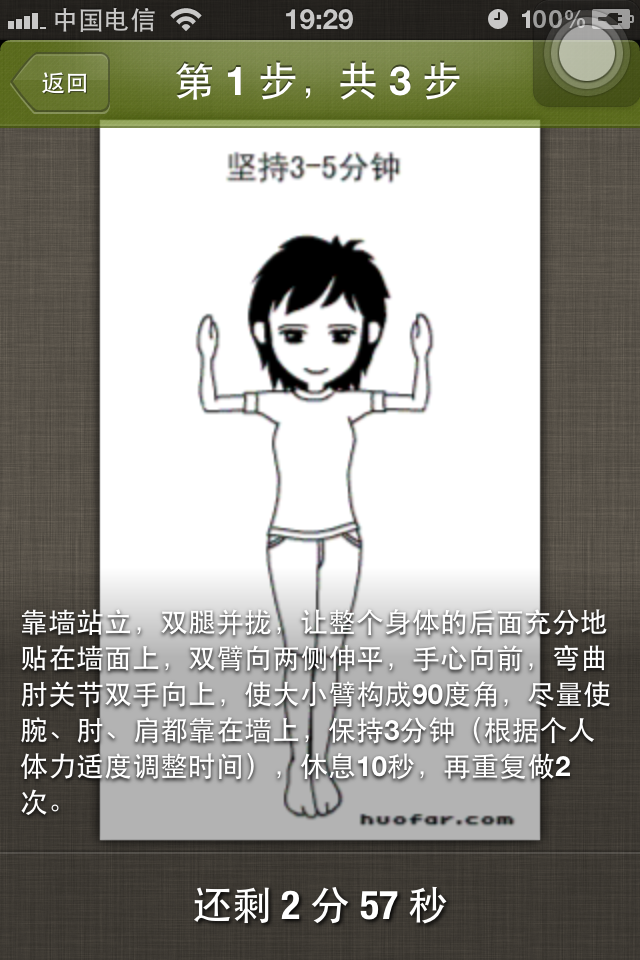 中国电信 19:29 100%
返回 第 1 步，共 3 步
坚持3-5分钟
靠墙站立，双腿并拢，让整个身体的后面充分地
贴在墙面上，双臂向两侧伸平，手心向前，弯曲
肘关节双手向上，使大小臂构成90度角，尽量使
腕、肘、肩都靠在墙上，保持3分钟（根据个人
体力适度调整时间），休息10秒，再重复做2
次。
huofar.com
还剩 2 分 57 秒